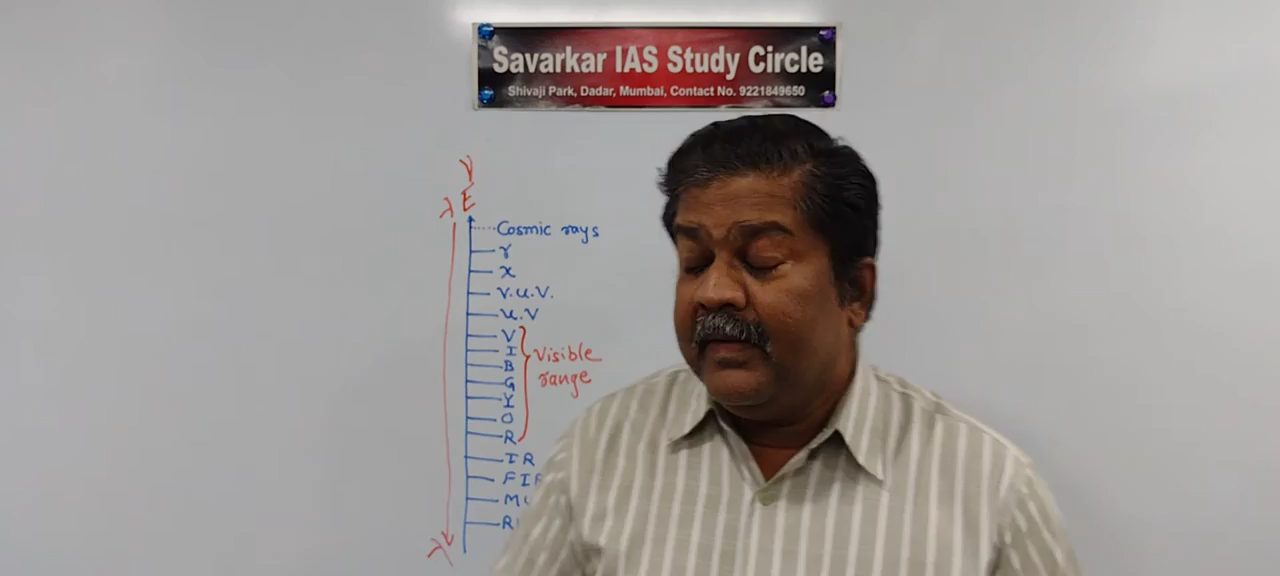 Savarkar IAS Study Circle
Shivaji Park, Dadar, Mumbai, Contact No. 9221849650
ν
λ E
Cosmic rays
γ
x
V.U.V.
U.V
V
I
B
G
Y
O
R
Visible
range
IR
λ